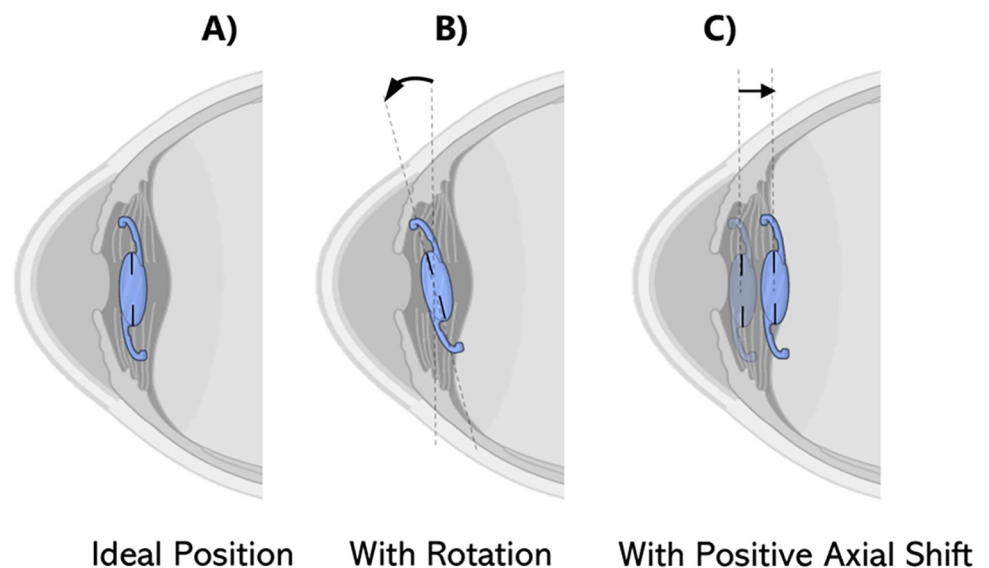 A)
B)
C)
Ideal Position
With Rotation
With Positive Axial Shift